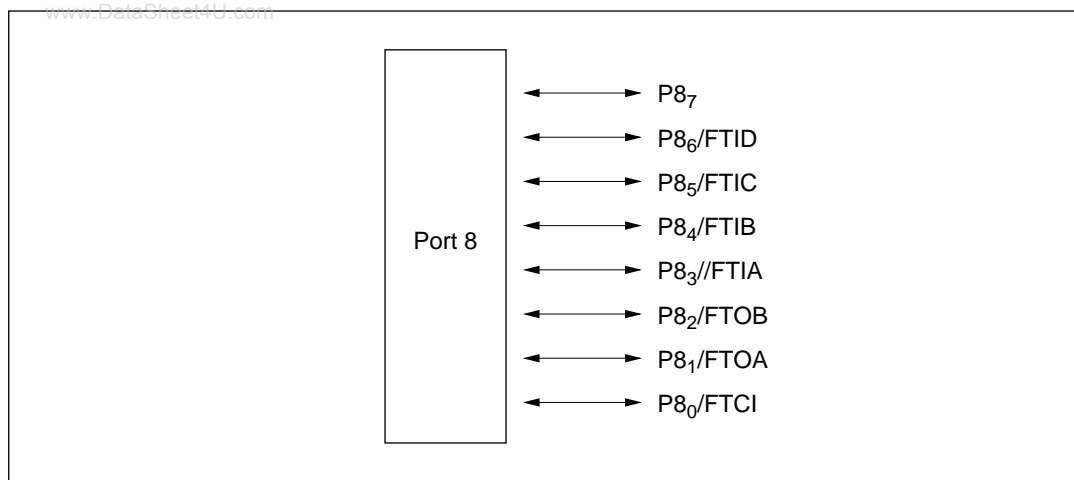 www.DataSheet4U.com
P8₇
P8₆/FTID
P8₅/FTIC
P8₄/FTIB
Port 8
P8₃//FTIA
P8₂/FTOB
P8₁/FTOA
P8₀/FTCI